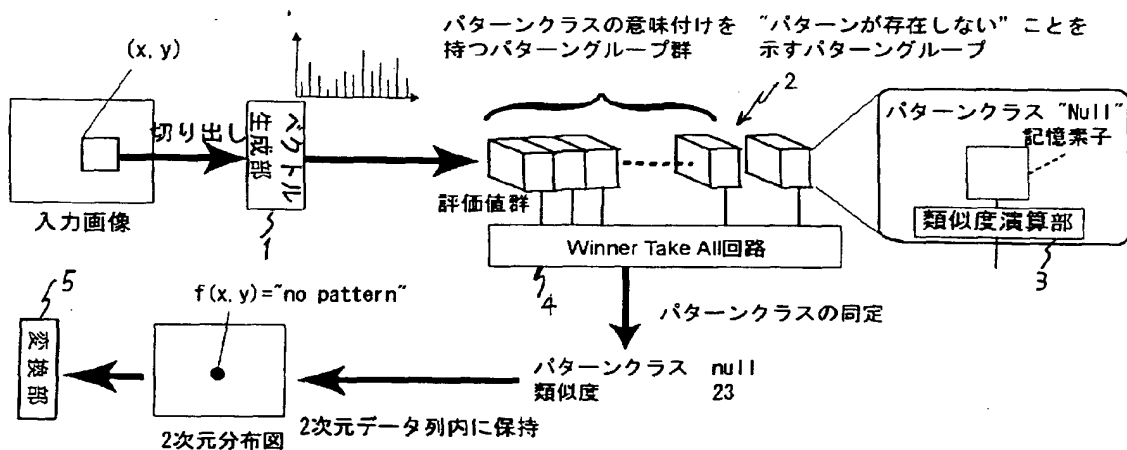 (x, y)
パターンクラスの意味付けを
持つパターングループ群
"パターンが存在しない" ことを
示すパターングループ
2
切り出し
ベクトル
生成部
1
入力画像
評価値群
パターンクラス "Null"
記憶素子
類似度演算部
3
Winner Take All回路
4
パターンクラスの同定
パターンクラス null
類似度 23
5
変換部
f(x, y)="no pattern"
2次元分布図
2次元データ列内に保持